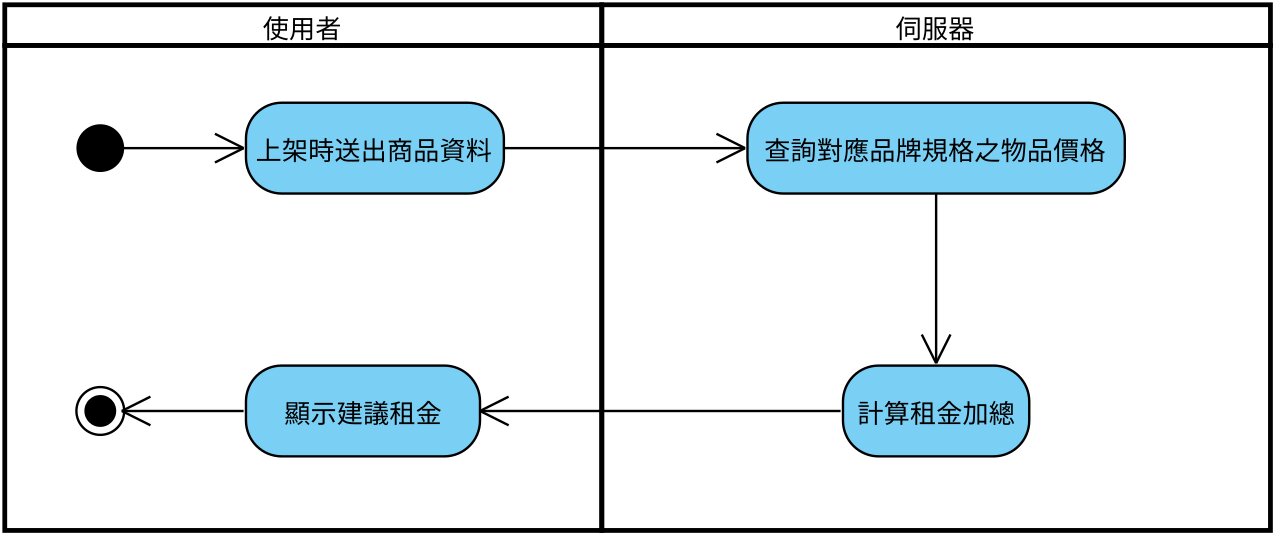 使用者
伺服器
上架時送出商品資料
查詢對應品牌規格之物品價格
顯示建議租金
計算租金加總